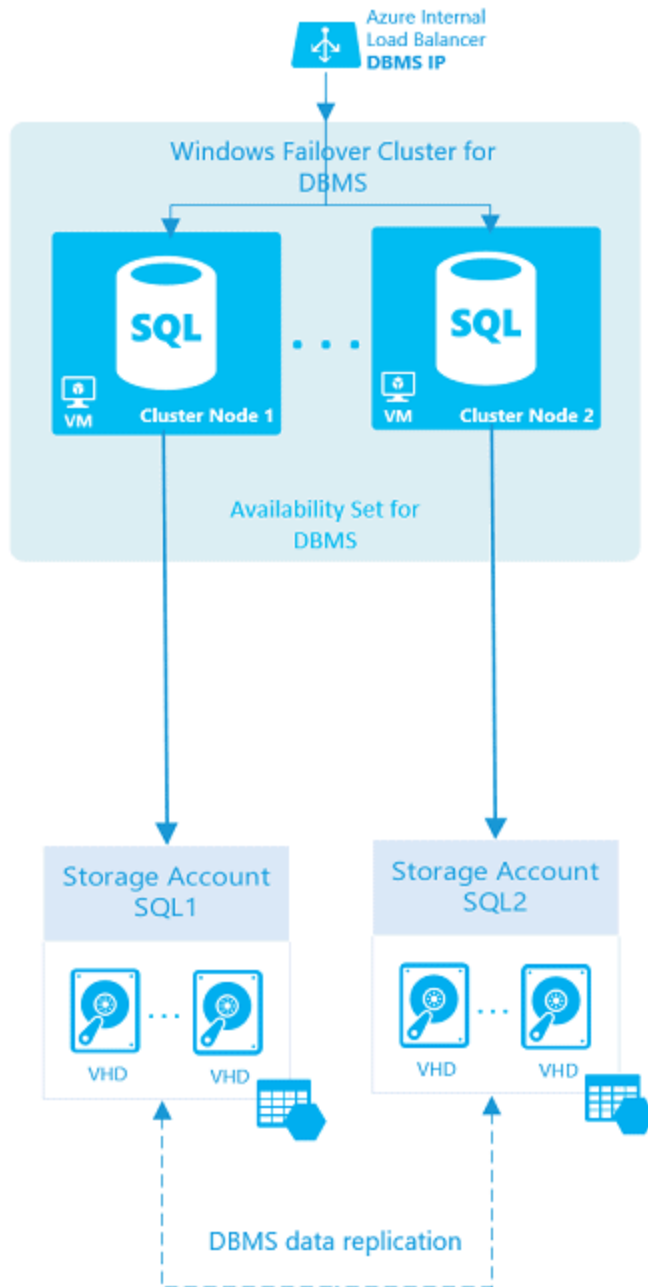 Azure Internal
Load Balancer
DBMS IP
Windows Failover Cluster for
DBMS
SQL
SQL
VM
Cluster Node 1
VM
Cluster Node 2
Availability Set for
DBMS
Storage Account
SQL1
Storage Account
SQL2
VHD
VHD
VHD
VHD
DBMS data replication